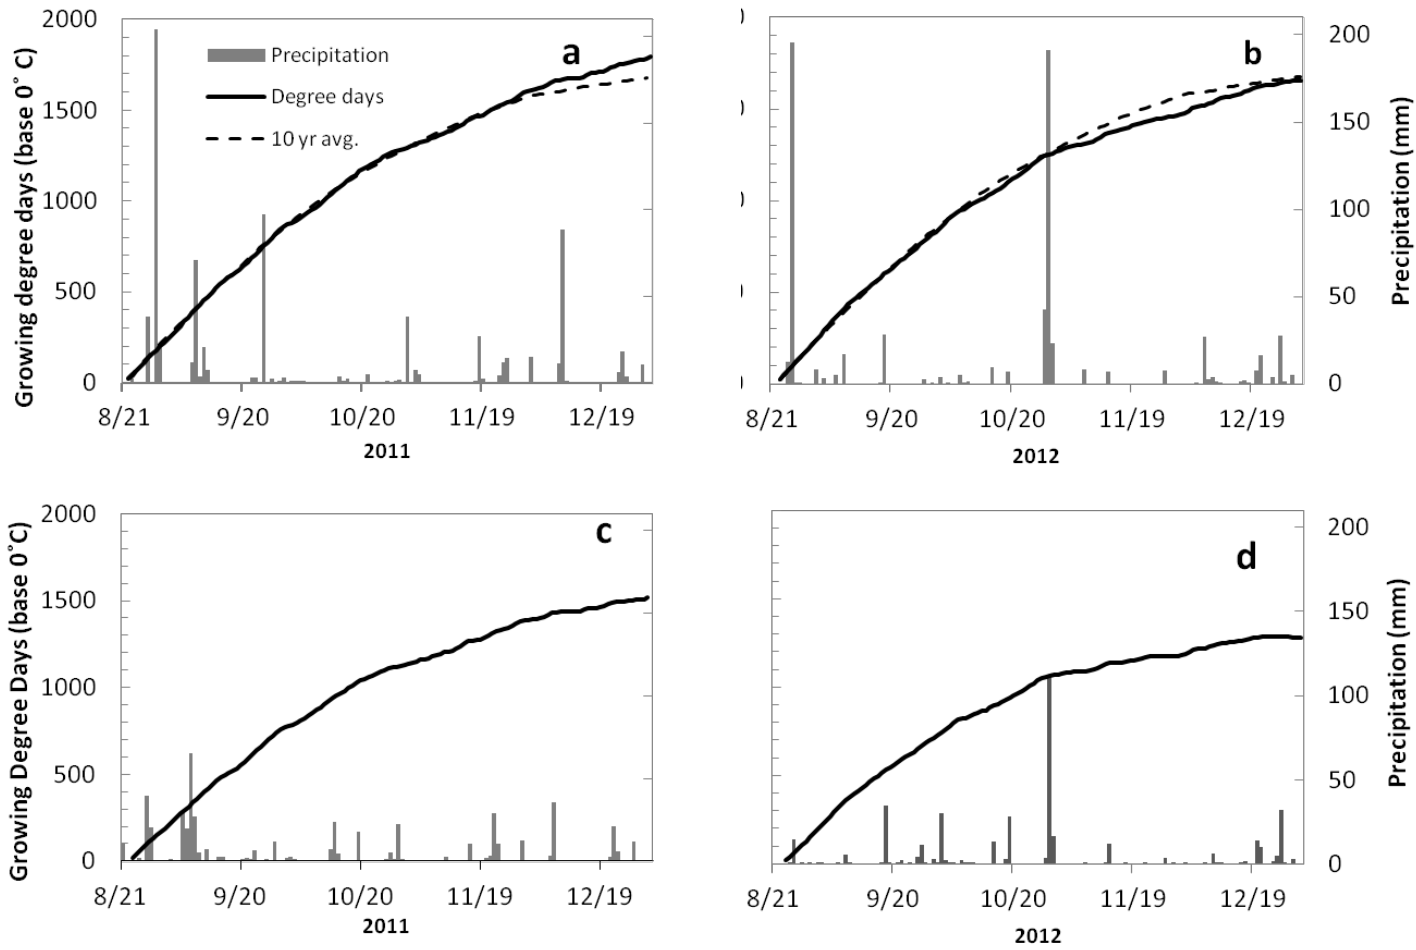 Growing degree days (base 0˚ C)
2000
1500
1000
500
0
Precipitation
Degree days
10 yr avg.
a
8/21 9/20 10/20 11/19 12/19
2011
b
200
150
100
50
0
Precipitation (mm)
8/21 9/20 10/20 11/19 12/19
2012
Growing Degree Days (base 0˚C)
2000
1500
1000
500
0
c
8/21 9/20 10/20 11/19 12/19
2011
d
200
150
100
50
0
Precipitation (mm)
8/21 9/20 10/20 11/19 12/19
2012